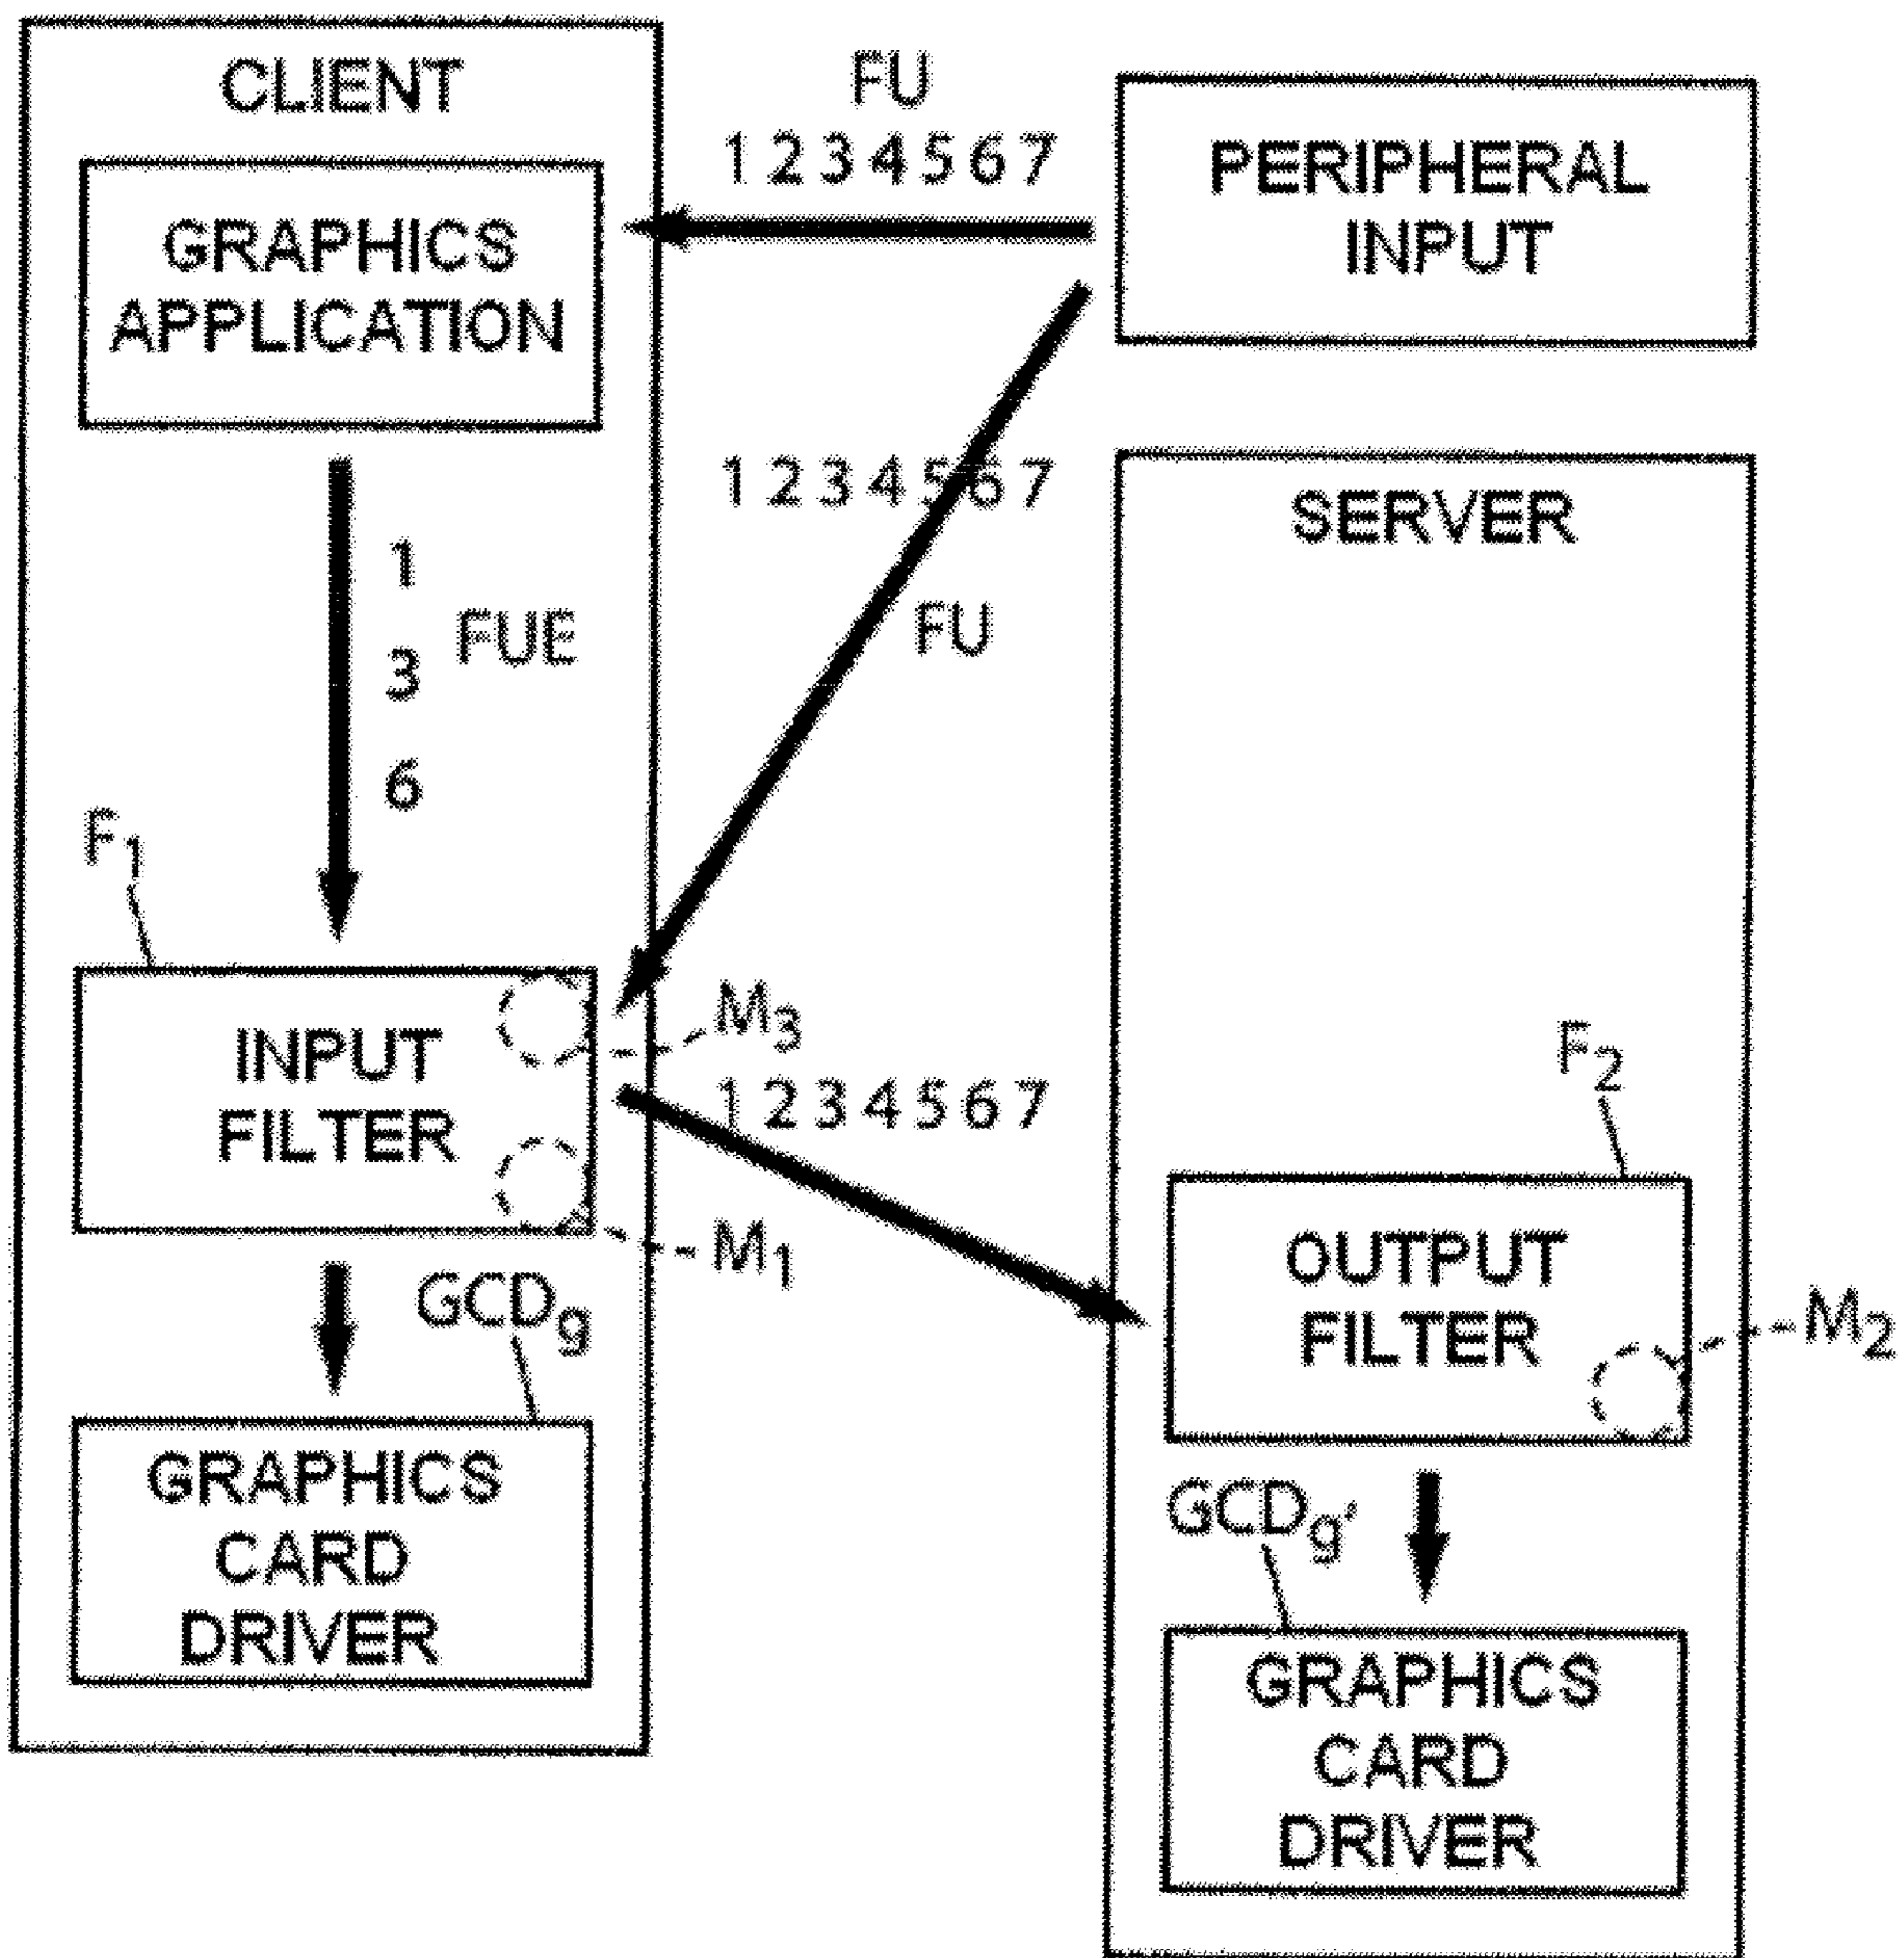 CLIENT
GRAPHICS
APPLICATION
FU
1 2 3 4 5 6 7
PERIPHERAL
INPUT
1 2 3 4 5 6 7
FU
SERVER
1
3
6
FUE
F1
INPUT
FILTER
M3
1 2 3 4 5 6 7
M1
F2
OUTPUT
FILTER
M2
GCDg
GRAPHICS
CARD
DRIVER
GCDg'
GRAPHICS
CARD
DRIVER